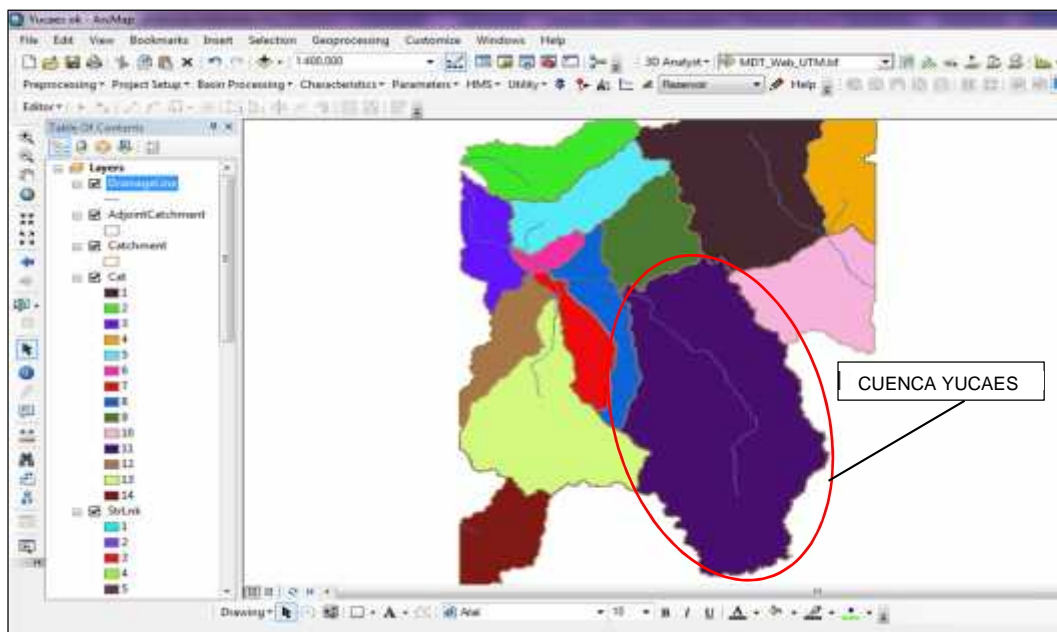 Yucaes ok - ArcMap
File Edit View Bookmarks Insert Selection Geoprocessing Customize Windows Help
1:400,000 3D Analyst MDT_Web_UTM.tif
Preprocessing Project Setup Basin Processing Characteristics Parameters HMS Utility Reservoir Help
Editor
Table Of Contents
Layers
DrainageLine
AdjointCatchment
Catchment
Cat
1
2
3
4
5
6
7
8
9
10
11
12
13
14
StrLnk
1
2
3
4
5
CUENCA YUCAES
Drawing A Arial 10 B I U A